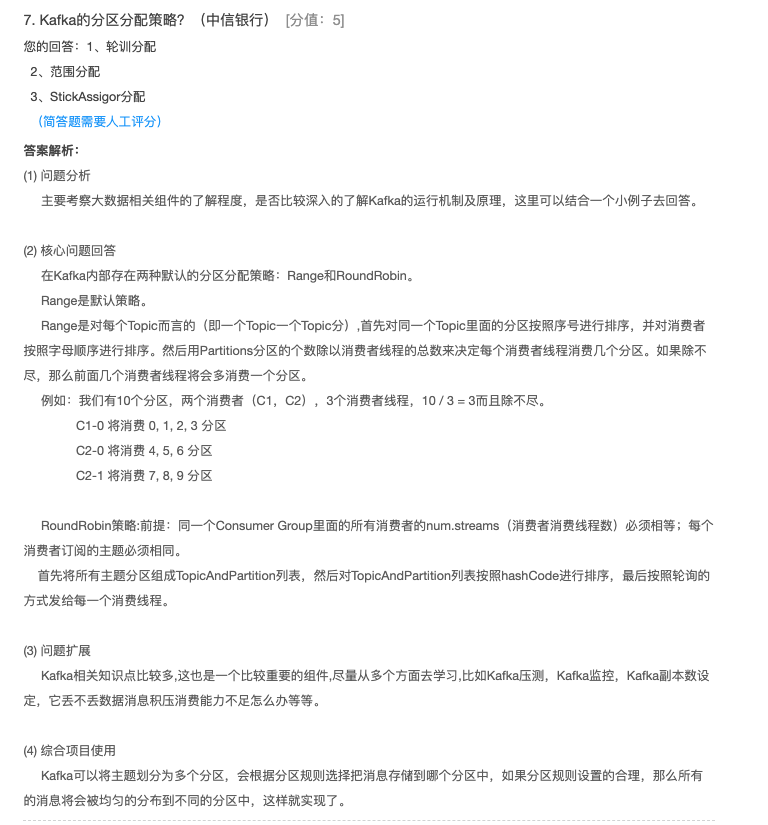 7. Kafka的分区分配策略？（中信银行） [分值：5]
您的回答：1、轮训分配
2、范围分配
3、StickAssigor分配
（简答题需要人工评分）
答案解析：
(1) 问题分析
主要考察大数据相关组件的了解程度，是否比较深入的了解Kafka的运行机制及原理，这里可以结合一个小例子去回答。
(2) 核心问题回答
在Kafka内部存在两种默认的分区分配策略：Range和RoundRobin。
Range是默认策略。
Range是对每个Topic而言的（即一个Topic一个Topic分）,首先对同一个Topic里面的分区按照序号进行排序，并对消费者
按照字母顺序进行排序。然后用Partitions分区的个数除以消费者线程的总数来决定每个消费者线程消费几个分区。如果除不
尽，那么前面几个消费者线程将会多消费一个分区。
例如：我们有10个分区，两个消费者（C1，C2），3个消费者线程，10 / 3 = 3而且除不尽。
C1-0 将消费 0, 1, 2, 3 分区
C2-0 将消费 4, 5, 6 分区
C2-1 将消费 7, 8, 9 分区
RoundRobin策略:前提：同一个Consumer Group里面的所有消费者的num.streams（消费者消费线程数）必须相等；每个
消费者订阅的主题必须相同。
首先将所有主题分区组成TopicAndPartition列表，然后对TopicAndPartition列表按照hashCode进行排序，最后按照轮询的
方式发给每一个消费线程。
(3) 问题扩展
Kafka相关知识点比较多,这也是一个比较重要的组件,尽量从多个方面去学习,比如Kafka压测，Kafka监控，Kafka副本数设
定，它丢不丢数据消息积压消费能力不足怎么办等等。
(4) 综合项目使用
Kafka可以将主题划分为多个分区，会根据分区规则选择把消息存储到哪个分区中，如果分区规则设置的合理，那么所有
的消息将会被均匀的分布到不同的分区中，这样就实现了。